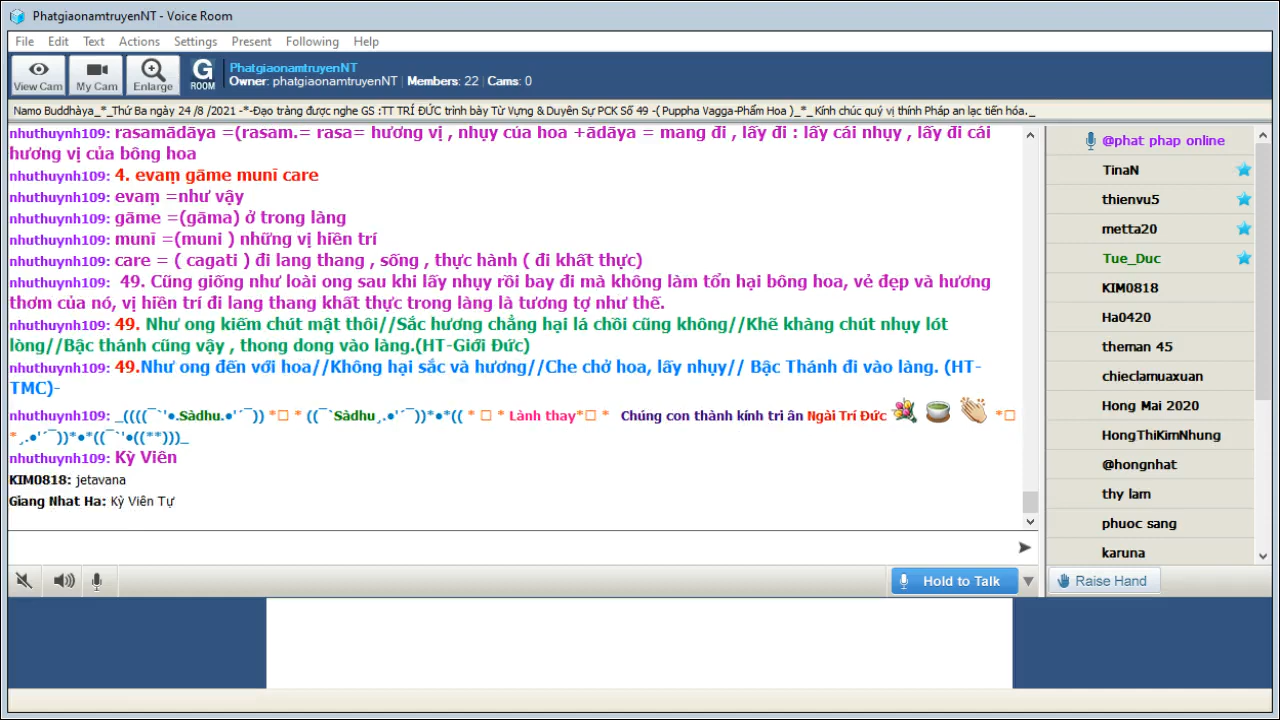 PhatgiaonamtruyenNT - Voice Room
File Edit Text Actions Settings Present Following Help
View Cam My Cam Enlarge G ROOM PhatgiaonamtruyenNT
Owner: phatgiaonamtruyenNT | Members: 22 | Cams: 0
Namo Buddhàya_*_Thứ Ba ngày 24 /8 /2021 -*-Đạo tràng được nghe GS :TT TRÍ ĐỨC trình bày Từ Vựng & Duyên Sự PCK Số 49 -( Puppha Vagga-Phẩm Hoa )_*_Kính chúc quý vị thính Pháp an lạc tiến hóa._
nhuthuynh109: rasamādāya =(rasam.= rasa= hương vị , nhụy của hoa +ādāya = mang đi , lấy đi : lấy cái nhụy , lấy đi cái
hương vị của bông hoa
nhuthuynh109: 4. evaṃ gāme munī care
nhuthuynh109: evaṃ =như vậy
nhuthuynh109: gāme =(gāma) ở trong làng
nhuthuynh109: munī =(muni ) những vị hiền trí
nhuthuynh109: care = ( cagati ) đi lang thang , sống , thực hành ( đi khất thực)
nhuthuynh109: 49. Cũng giống như loài ong sau khi lấy nhụy rồi bay đi mà không làm tổn hại bông hoa, vẻ đẹp và hương
thơm của nó, vị hiền trí đi lang thang khất thực trong làng là tương tợ như thế.
nhuthuynh109: 49. Như ong kiếm chút mật thôi//Sắc hương chẳng hại lá chồi cũng không//Khẽ khàng chút nhụy lót
lòng//Bậc thánh cũng vậy , thong dong vào làng.(HT-Giới Đức)
nhuthuynh109: 49.Như ong đến với hoa//Không hại sắc và hương//Che chở hoa, lấy nhụy// Bậc Thánh đi vào làng. (HT-
TMC)-
nhuthuynh109: _((((¯`'●.Sàdhu.●'´¯)) *□ * ((¯`Sàdhu¸.●'´¯))*●*(( * □ * Lành thay*□ * Chúng con thành kính tri ân Ngài Trí Đức *□
*¸.●'´¯))*●*((¯`'●((**)))_
nhuthuynh109: Kỳ Viên
KIM0818: jetavana
Giang Nhat Ha: Kỳ Viên Tự
Hold to Talk
@phat phap online
TinaN
thienvu5
metta20
Tue_Duc
KIM0818
Ha0420
theman 45
chieclamuaxuan
Hong Mai 2020
HongThiKimNhung
@hongnhat
thy lam
phuoc sang
karuna
Raise Hand